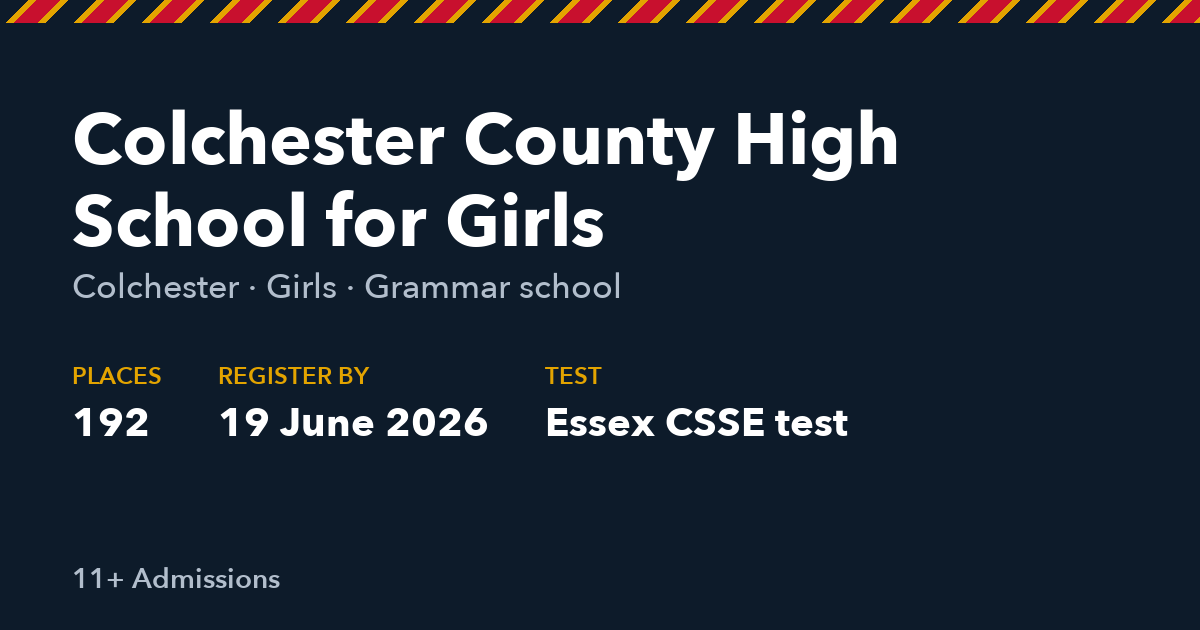 Colchester County High
School for Girls
Colchester · Girls · Grammar school
PLACES
192
REGISTER BY
19 June 2026
TEST
Essex CSSE test
11+ Admissions